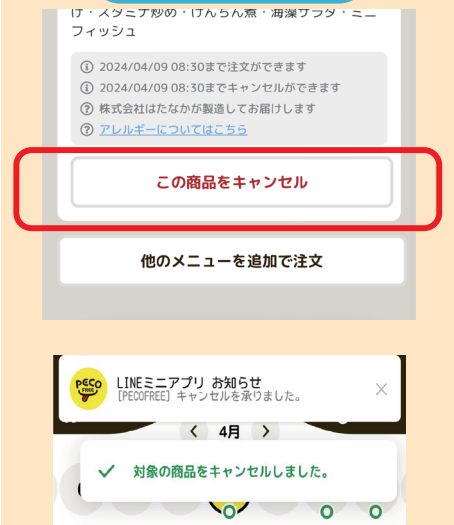 け・スタミナ炒め・けんちん煮・海藻サラダ・ミニ
フィッシュ
2024/04/09 08:30まで注文ができます
2024/04/09 08:30までキャンセルができます
株式会社はたなかが製造してお届けします
アレルギーについてはこちら
この商品をキャンセル
他のメニューを追加で注文
PECO
FREE
LINEミニアプリ お知らせ
[PECOFREE] キャンセルを承りました。
4月
対象の商品をキャンセルしました。